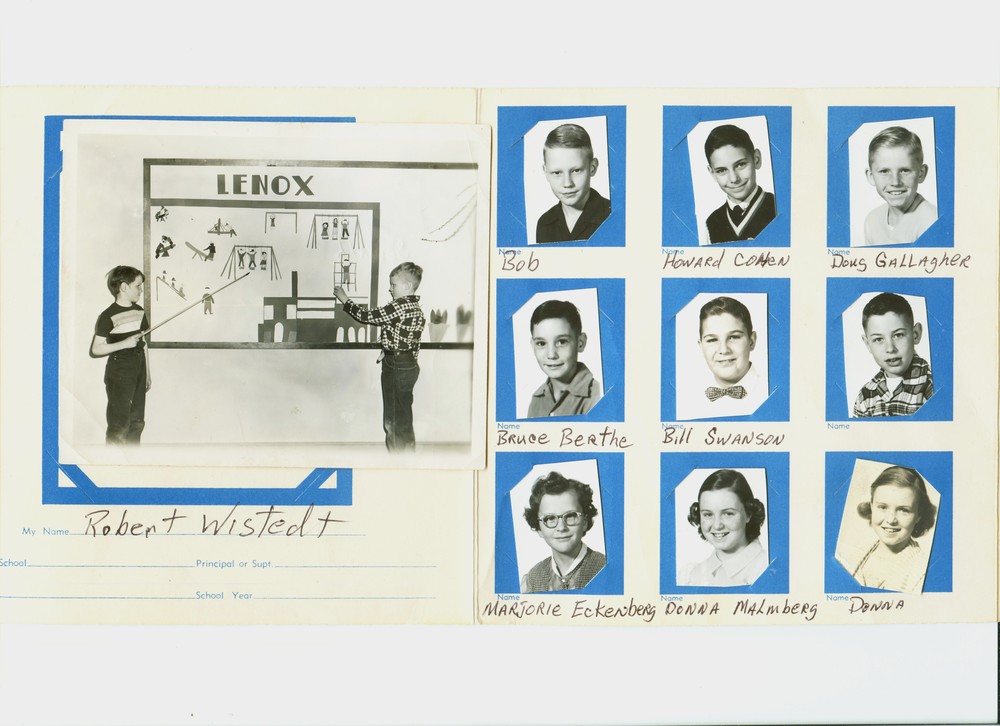 LENOX
My Name Robert Wistedt
School Principal or Supt.
School Year
Name Name Name
Bob Howard Cohen Doug Gallagher
Name Name Name
Bruce Berthe Bill Swanson
Name Name Name
Marjorie Eckenberg Donna Malmberg Donna